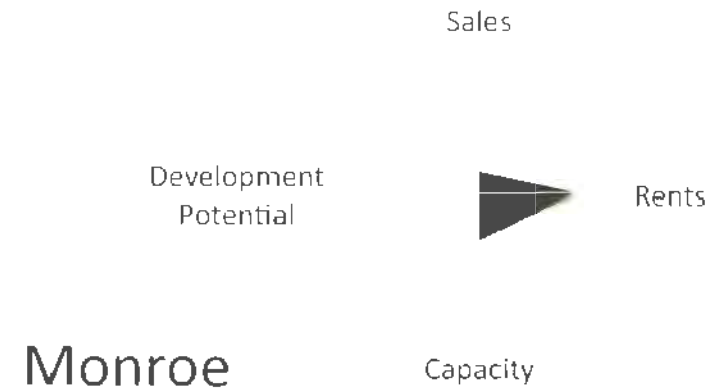 Sales
Development
Potential
Rents
Monroe
Capacity